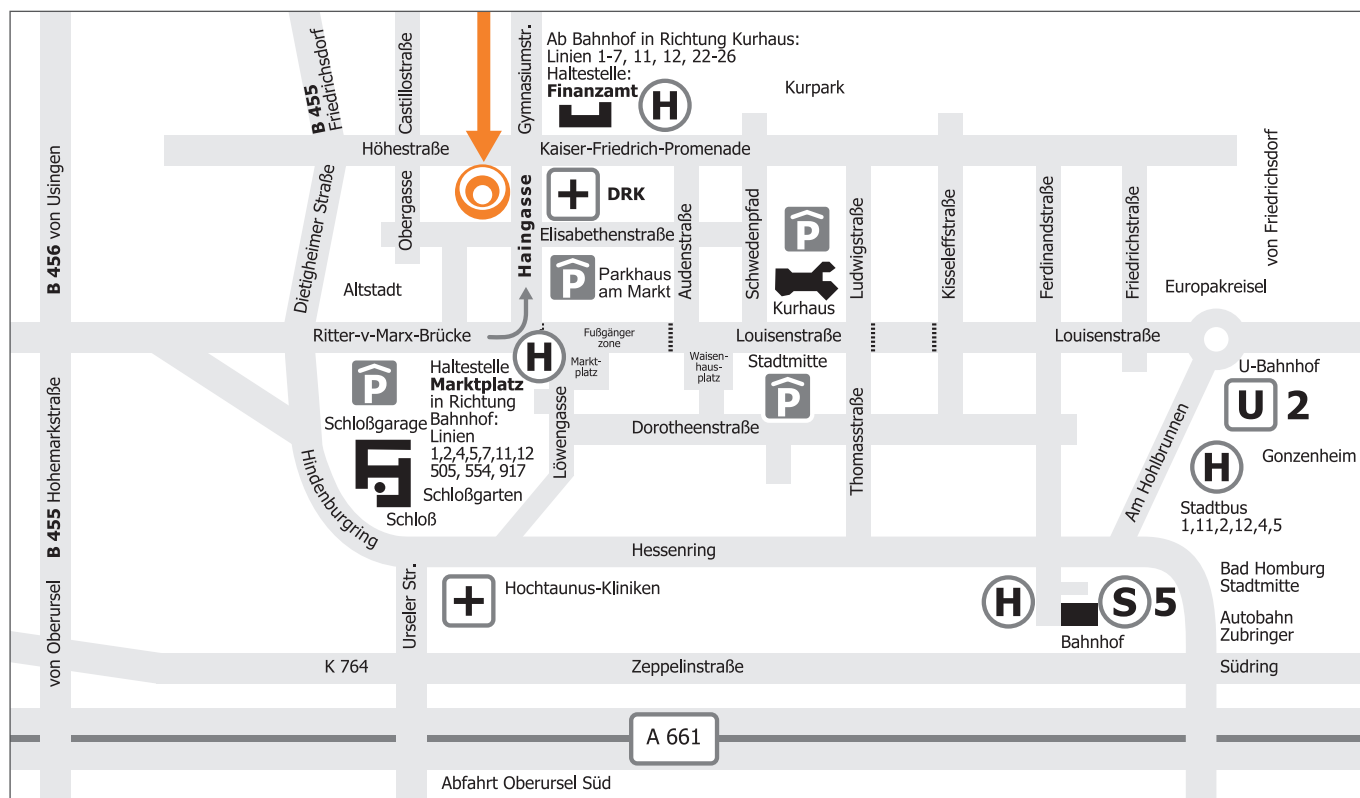 Ab Bahnhof in Richtung Kurhaus:
Linien 1-7, 11, 12, 22-26
Haltestelle:
Finanzamt
H
Kurpark
B 455
Friedrichsdorf
Castillostraße
Gymnasiumstr.
Höhestraße
Kaiser-Friedrich-Promenade
B 456 von Usingen
Dietigheimer Straße
Obergasse
Haingasse
DRK
Elisabethenstraße
Audenstraße
Schwedenpfad
P
Kurhaus
Ludwigstraße
Kisseleffstraße
Ferdinandstraße
Friedrichstraße
von Friedrichsdorf
Altstadt
P
Parkhaus
am Markt
Europakreisel
Ritter-v-Marx-Brücke
Fußgänger
zone
Louisenstraße
Louisenstraße
H
Markt-
platz
Waisen-
haus-
platz
Stadtmitte
P
P
Schloßgarage
Haltestelle
Marktplatz
in Richtung
Bahnhof:
Linien
1,2,4,5,7,11,12
505, 554, 917
Schloßgarten
Schloß
Löwengasse
Dorotheenstraße
Thomasstraße
U-Bahnhof
U 2
H
Gonzenheim
Stadtbus
1,11,2,12,4,5
Am Hohlbrunnen
B 455 Hohemarkstraße
von Oberursel
Hindenburgring
Hessenring
Urseler Str.
Hochtaunus-Kliniken
H
S 5
Bahnhof
Bad Homburg
Stadtmitte
Autobahn
Zubringer
K 764
Zeppelinstraße
Südring
A 661
Abfahrt Oberursel Süd